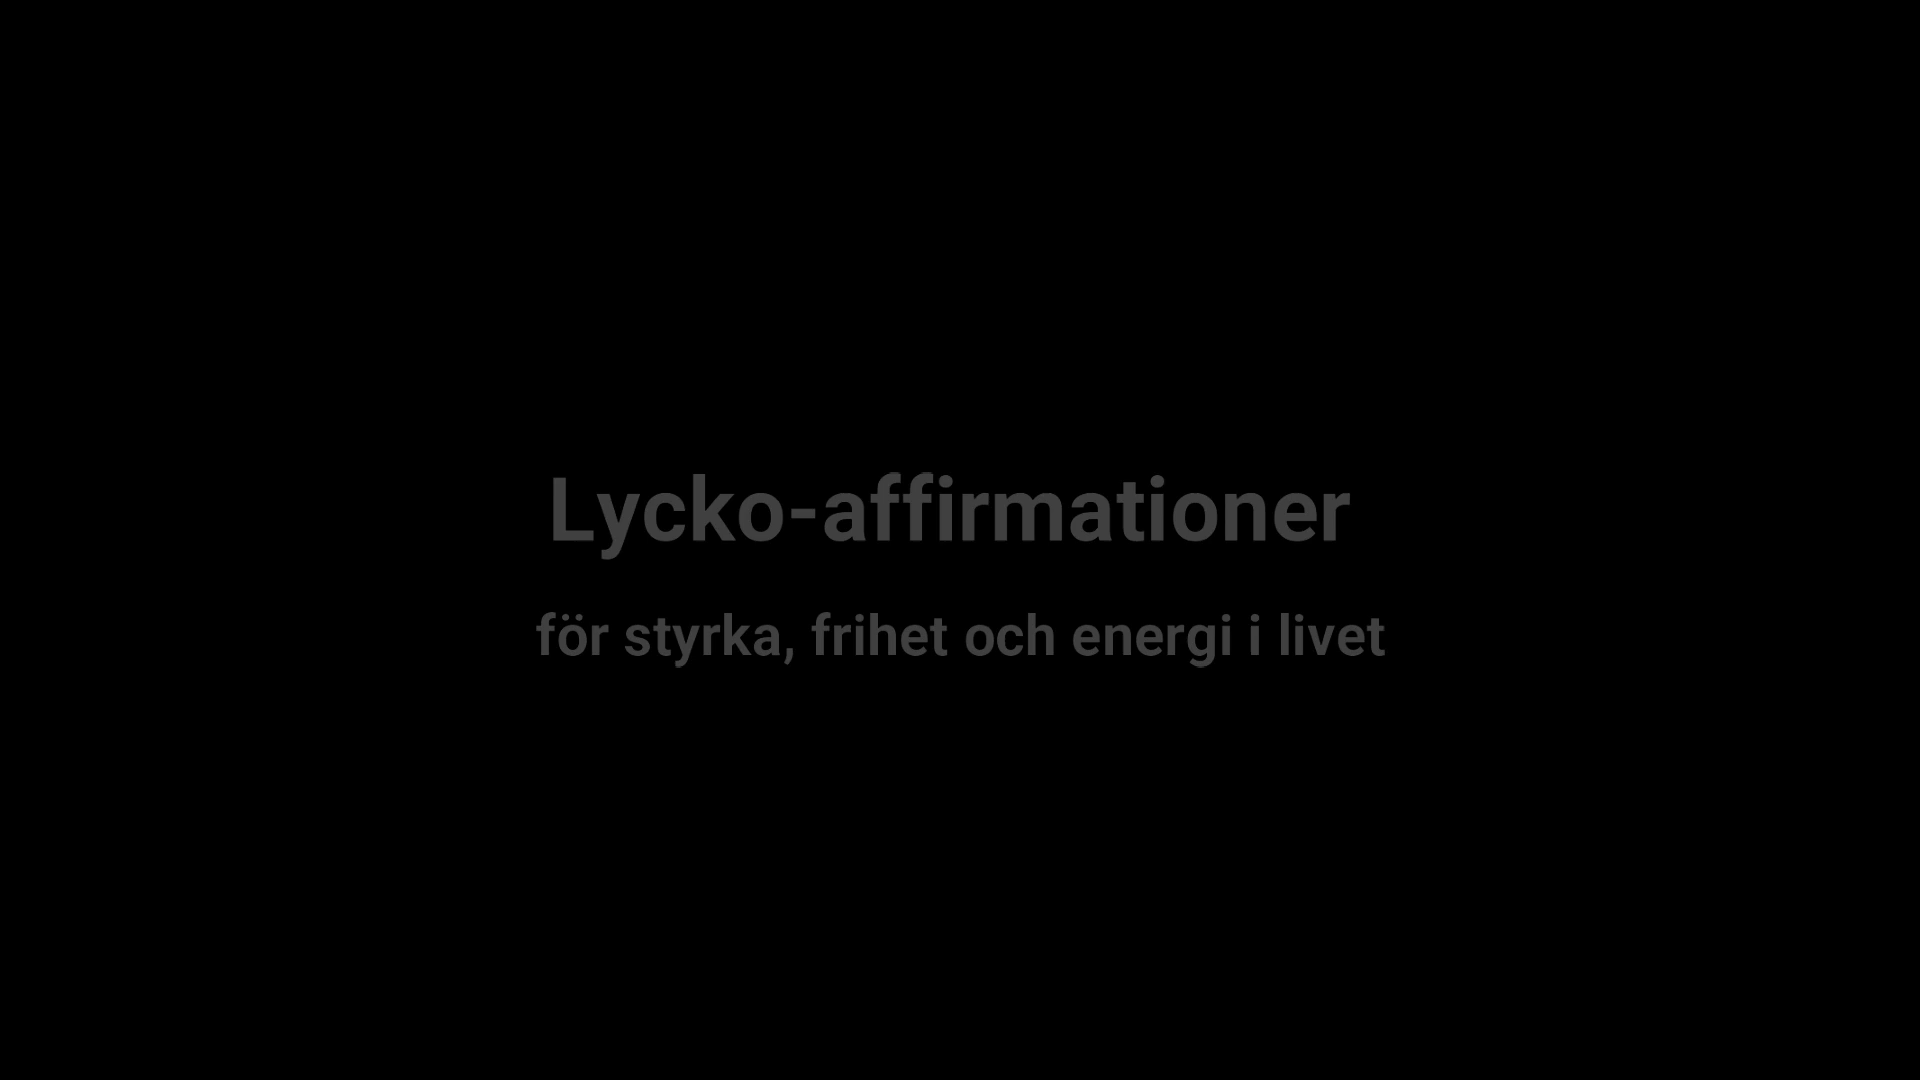 Lycko-affirmationer
för styrka, frihet och energi i livet